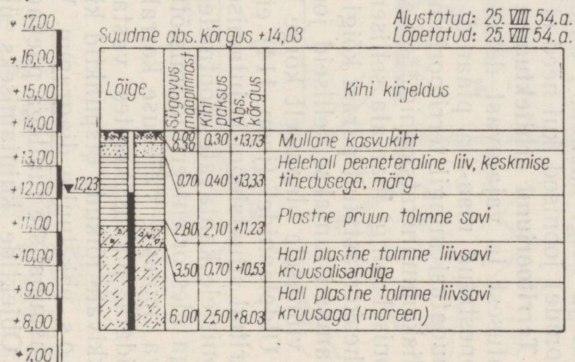 Alustatud: 25. VIII 54. a.
Suudme abs. kõrgus +14,03
Lõpetatud: 25. VIII 54. a.
+ 17,00
+ 16,00
+ 15,00
+ 14,00
+ 13,00
+ 12,00
12,23
+ 11,00
+ 10,00
+ 9,00
+ 8,00
+ 7,00
Lõige
Sügavus maapinnast
Kihi paksus
Abs. kõrgus
Kihi kirjeldus
0,00
0,30 0,30 +13,73 Mullane kasvukiht
0,70 0,40 +13,33 Helehall peeneteraline liiv, keskmise
tihedusega, märg
2,80 2,10 +11,23 Plastne pruun tolmne savi
3,50 0,70 +10,53 Hall plastne tolmne liivsavi
kruusalisandiga
6,00 2,50 +8,03 Hall plastne tolmne liivsavi
kruusaga (moreen)